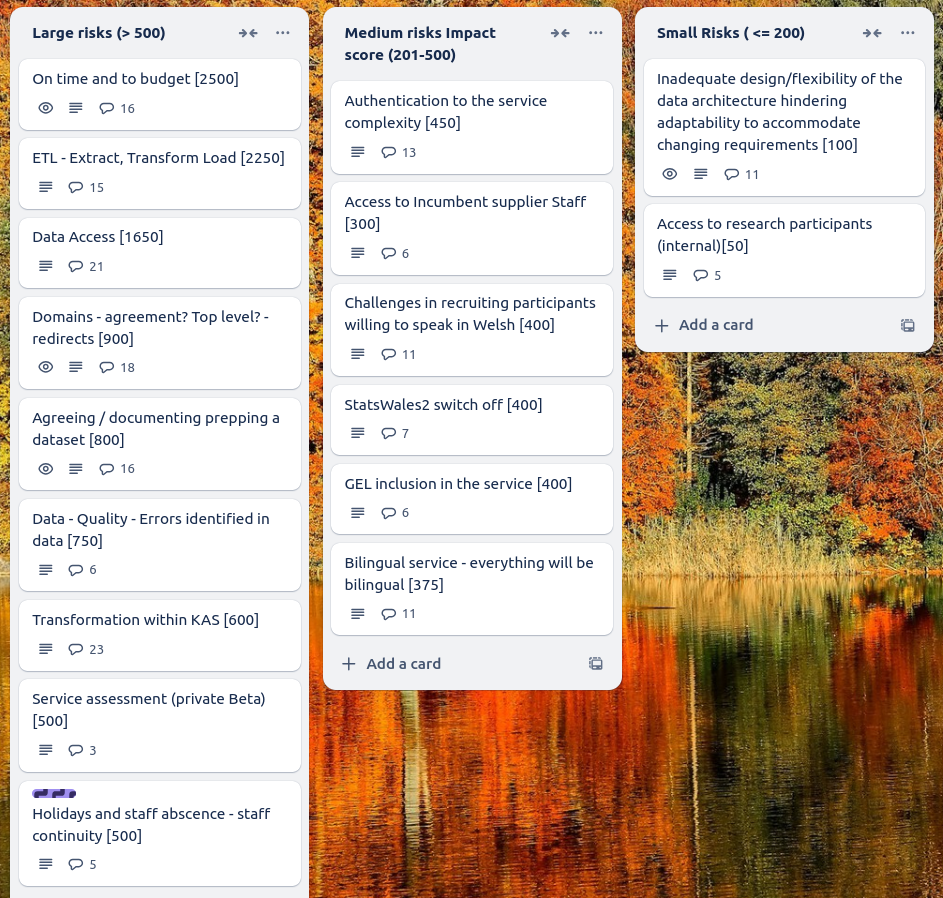 Large risks (> 500)
On time and to budget [2500]
16
ETL - Extract, Transform Load [2250]
15
Data Access [1650]
21
Domains - agreement? Top level? -
redirects [900]
18
Agreeing / documenting prepping a
dataset [800]
16
Data - Quality - Errors identified in
data [750]
6
Transformation within KAS [600]
23
Service assessment (private Beta)
[500]
3
Holidays and staff abscence - staff
continuity [500]
5
Medium risks Impact
score (201-500)
Authentication to the service
complexity [450]
13
Access to Incumbent supplier Staff
[300]
6
Challenges in recruiting participants
willing to speak in Welsh [400]
11
StatsWales2 switch off [400]
7
GEL inclusion in the service [400]
6
Bilingual service - everything will be
bilingual [375]
11
Add a card
Small Risks ( <= 200)
Inadequate design/flexibility of the
data architecture hindering
adaptability to accommodate
changing requirements [100]
11
Access to research participants
(internal)[50]
5
Add a card